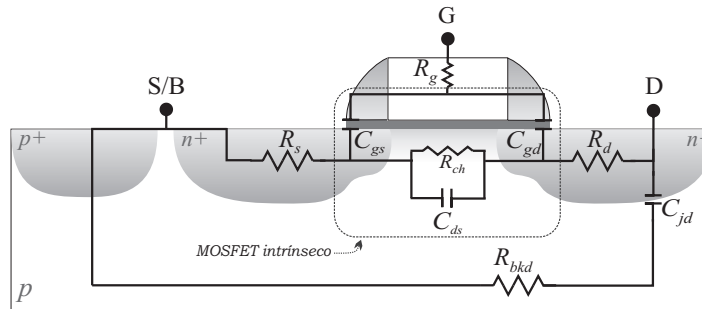 G
R_g
S/B
D
p+
n+
R_s
C_gs
R_ch
C_gd
R_d
n+
C_ds
C_jd
MOSFET intrínseco
R_bkd
p